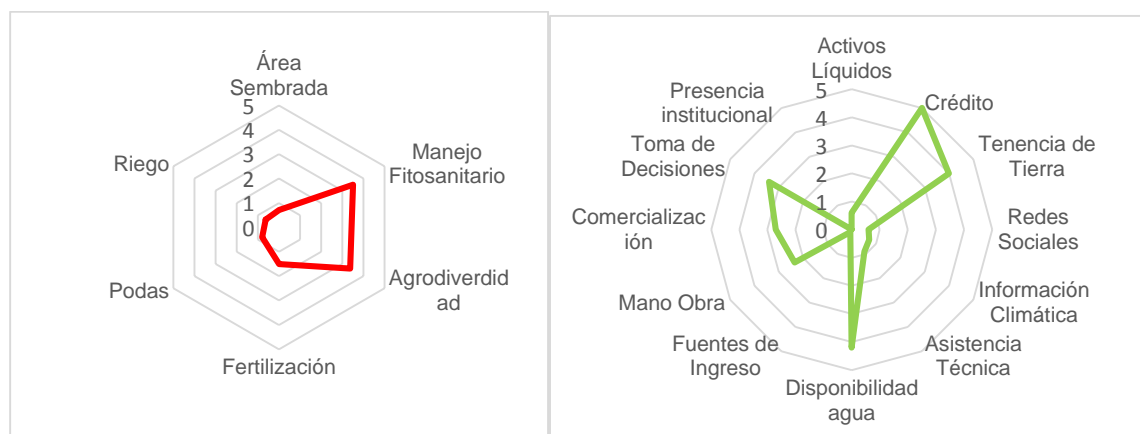 Área
Sembrada
5
4
3
2
1
0
Manejo
Fitosanitario
Agrodiverdid
ad
Fertilización
Podas
Riego
Activos
Líquidos
5
4
3
2
1
0
Crédito
Tenencia de
Tierra
Redes
Sociales
Información
Climática
Asistencia
Técnica
Disponibilidad
agua
Fuentes de
Ingreso
Mano Obra
Comercializac
ión
Toma de
Decisiones
Presencia
institucional